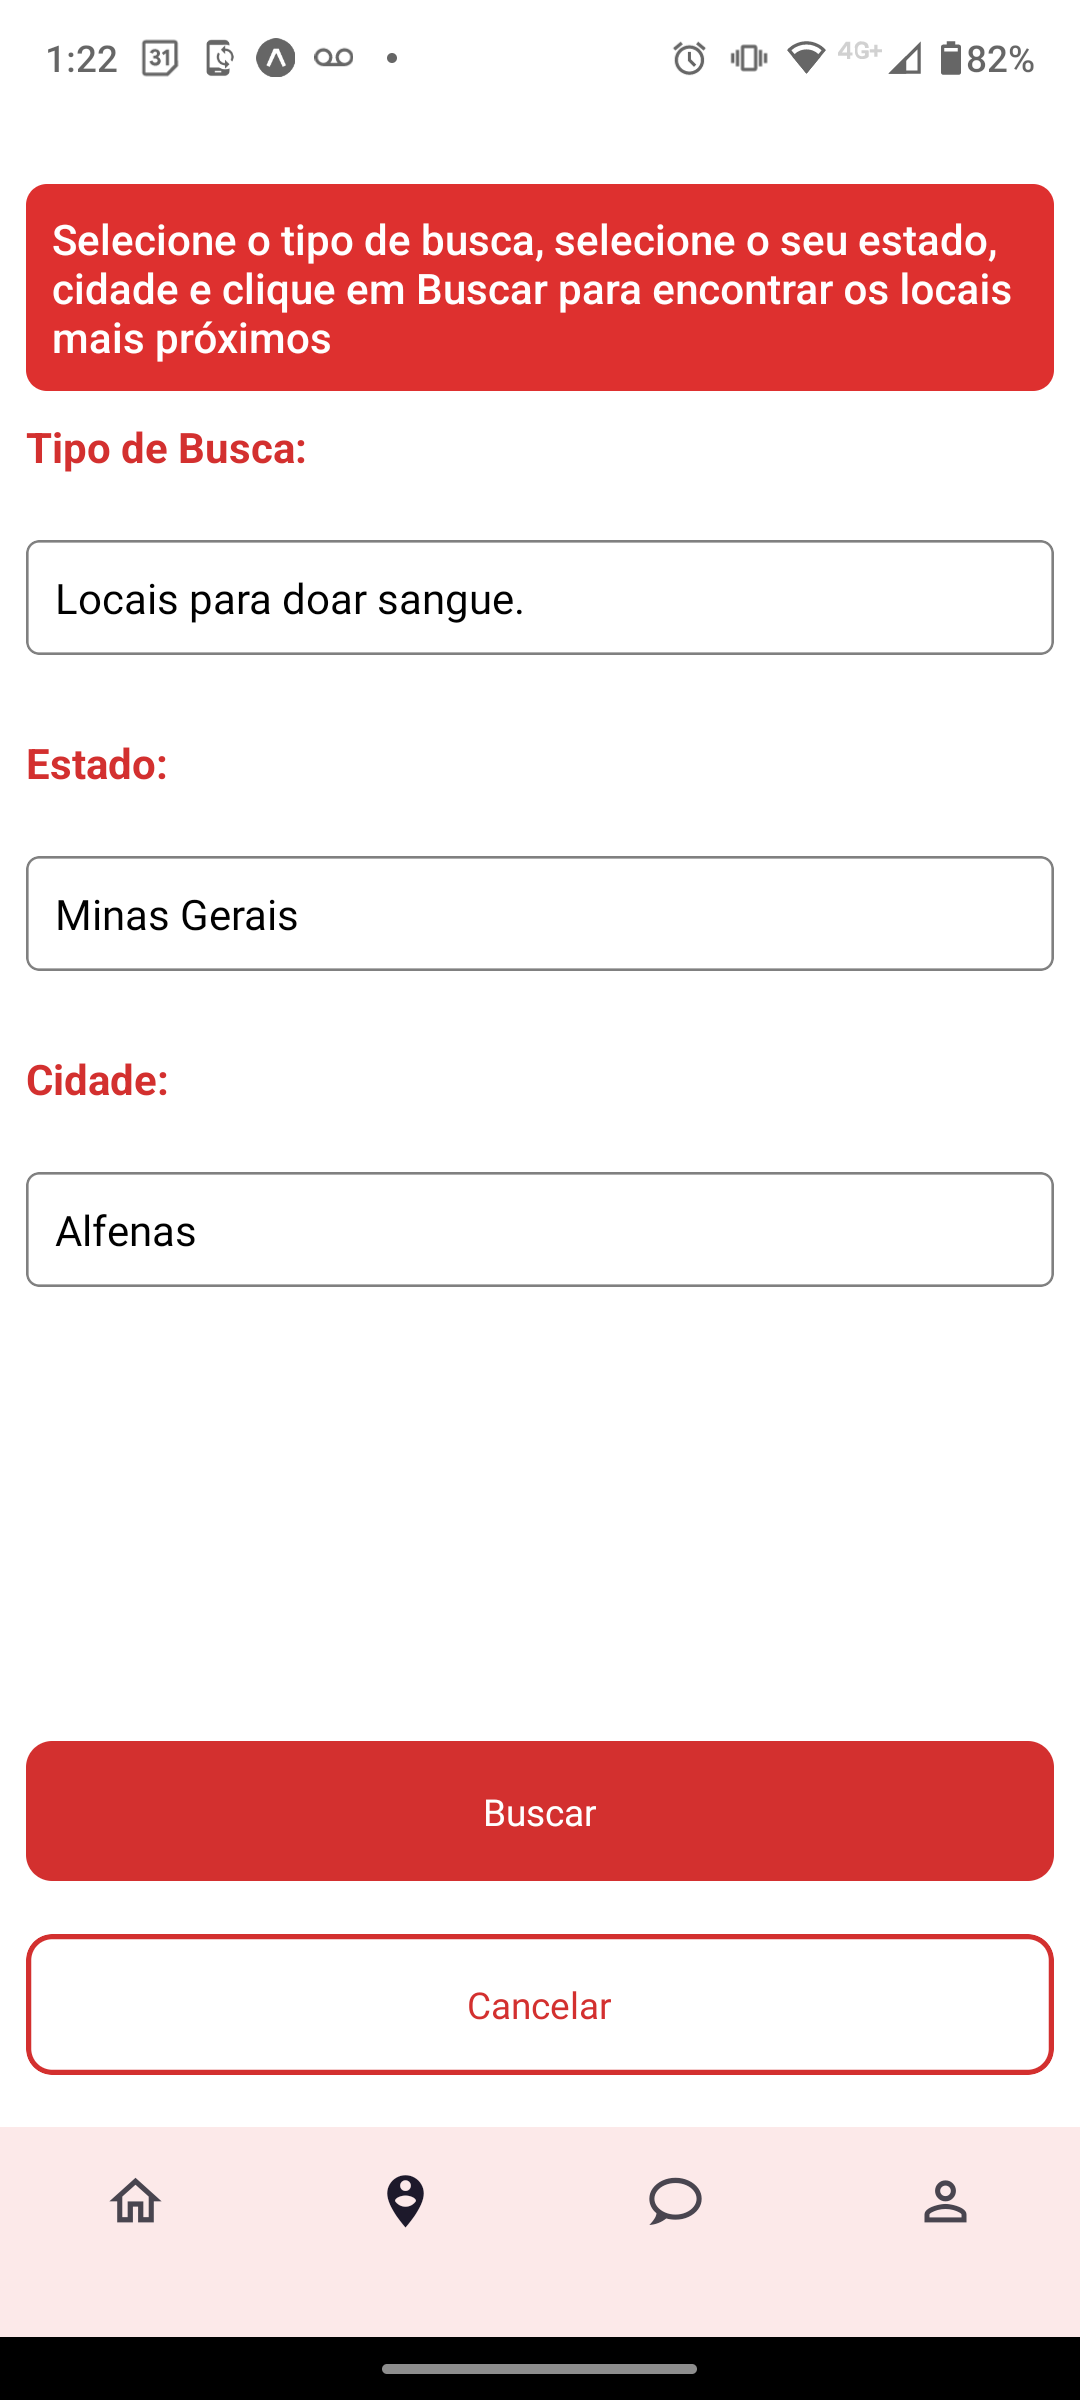 1:22
31
4G+
82%
Selecione o tipo de busca, selecione o seu estado,
cidade e clique em Buscar para encontrar os locais
mais próximos
Tipo de Busca:
Locais para doar sangue.
Estado:
Minas Gerais
Cidade:
Alfenas
Buscar
Cancelar